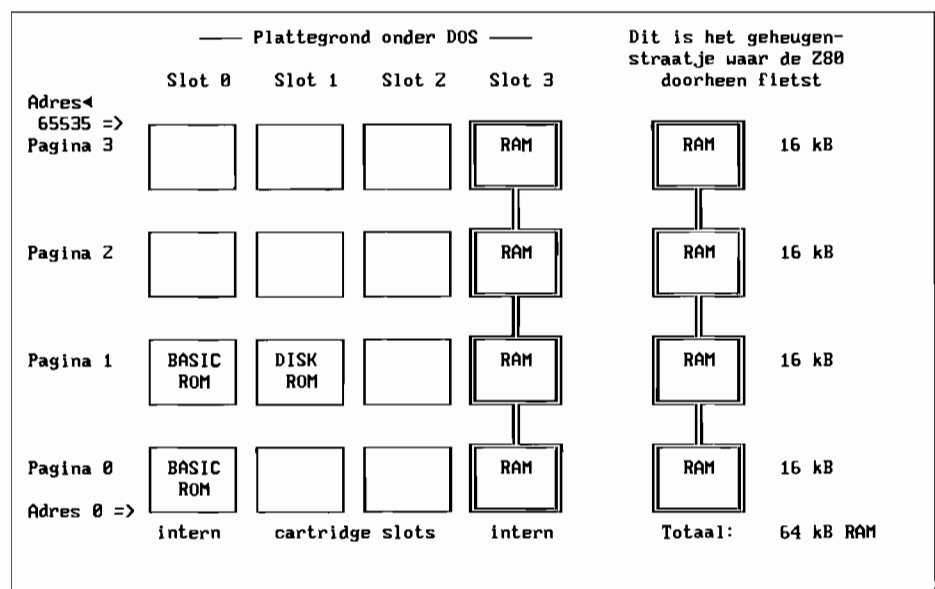 Plattegrond onder DOS
Dit is het geheugen-
straatje waar de Z80
doorheen fietst
Slot 0 Slot 1 Slot 2 Slot 3
Adres◄
65535 =>
Pagina 3 RAM RAM 16 kB
Pagina 2 RAM RAM 16 kB
Pagina 1 BASIC ROM DISK ROM RAM RAM 16 kB
Pagina 0 BASIC ROM RAM RAM 16 kB
Adres 0 =>
intern cartridge slots intern Totaal: 64 kB RAM